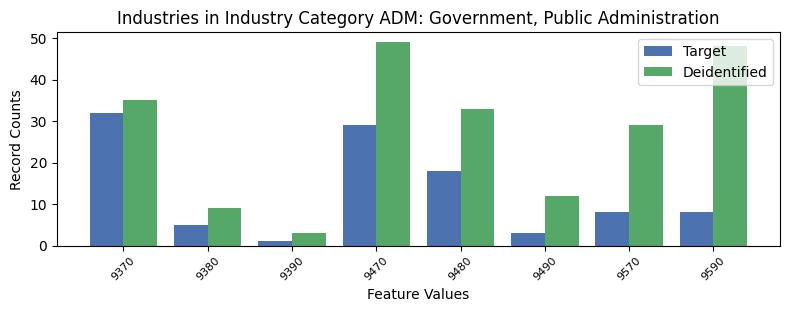 Industries in Industry Category ADM: Government, Public Administration
50
40
30
20
10
0
Record Counts
Target
Deidentified
9370
9380
9390
9470
9480
9490
9570
9590
Feature Values